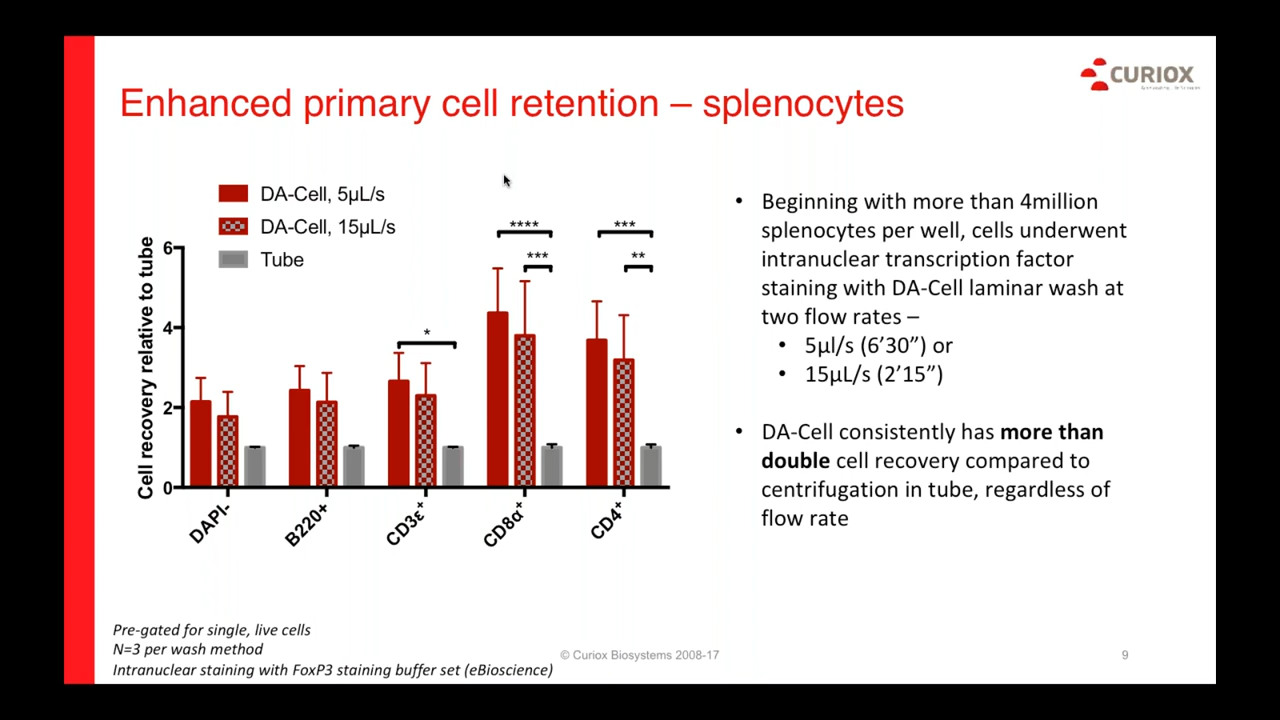 CURIOX
Enhanced primary cell retention – splenocytes
DA-Cell, 5µL/s
DA-Cell, 15µL/s
Tube
Cell recovery relative to tube
6
4
2
0
****
***
***
**
*
DAPI-
B220+
CD3ε+
CD8α+
CD4+
• Beginning with more than 4million
splenocytes per well, cells underwent
intranuclear transcription factor
staining with DA-Cell laminar wash at
two flow rates –
• 5µl/s (6’30”) or
• 15µL/s (2’15”)
• DA-Cell consistently has more than
double cell recovery compared to
centrifugation in tube, regardless of
flow rate
Pre-gated for single, live cells
N=3 per wash method
Intranuclear staining with FoxP3 staining buffer set (eBioscience)
© Curiox Biosystems 2008-17
9